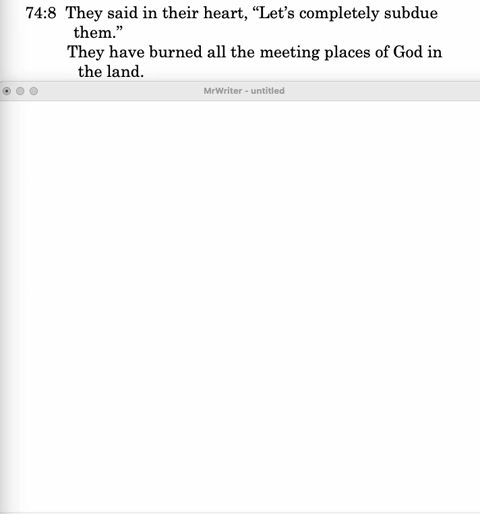 74:8 They said in their heart, “Let’s completely subdue
them.”
They have burned all the meeting places of God in
the land.
MrWriter - untitled